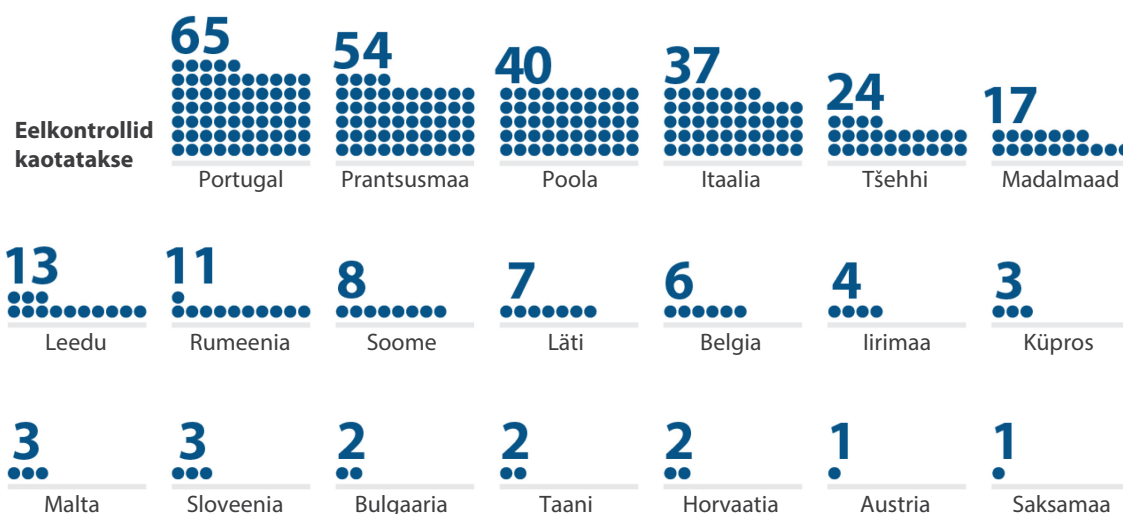 65 54 40 37 24 17
Eelkontrollid
kaotatakse
Portugal Prantsusmaa Poola Itaalia Tšehhi Madalmaad
13 11 8 7 6 4 3
Leedu Rumeenia Soome Läti Belgia Iirimaa Küpros
3 3 2 2 2 1 1
Malta Sloveenia Bulgaaria Taani Horvaatia Austria Saksamaa